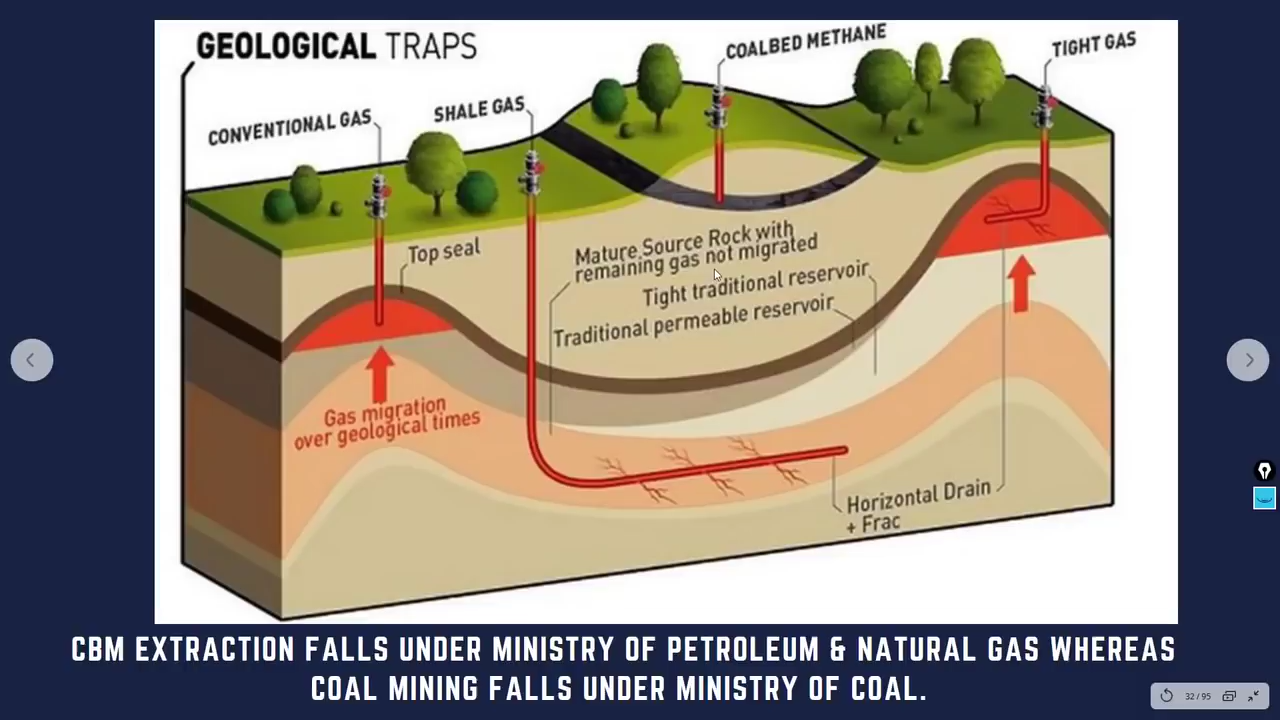 GEOLOGICAL TRAPS
COALBED METHANE
TIGHT GAS
SHALE GAS
CONVENTIONAL GAS
Top seal
Mature Source Rock with
remaining gas not migrated
Tight traditional reservoir
Traditional permeable reservoir
Gas migration
over geological times
Horizontal Drain
+ Frac
CBM EXTRACTION FALLS UNDER MINISTRY OF PETROLEUM & NATURAL GAS WHEREAS
COAL MINING FALLS UNDER MINISTRY OF COAL.
32 / 95